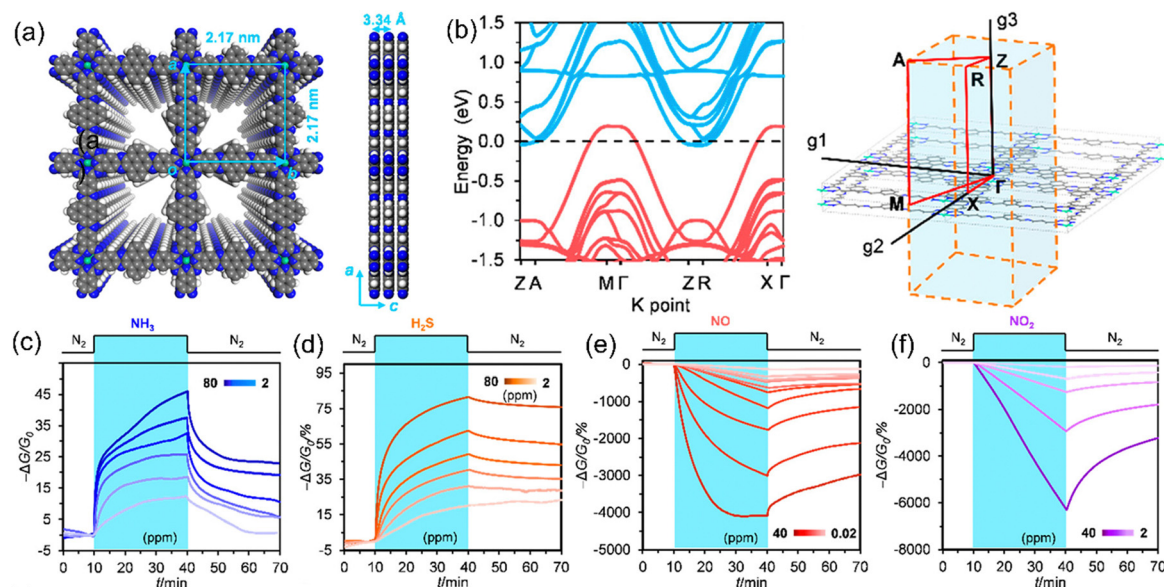 (a)
2.17 nm
2.17 nm
a
(a
o
b
3.34 Å
a
c
(b)
Energy (eV)
1.0
0.5
0.0
-0.5
-1.0
-1.5
Z A M Γ Z R X Γ
K point
g3
A
Z
R
g1
Γ
M
X
g2
(c)
NH₃
N₂
N₂
80 2
(ppm)
−ΔG/G₀/%
45
35
25
15
5
-5
0 10 20 30 40 50 60 70
t/min
(d)
H₂S
N₂
N₂
80 2
(ppm)
(ppm)
−ΔG/G₀/%
95
75
55
35
15
-5
0 10 20 30 40 50 60 70
t/min
(e)
NO
N₂
N₂
40 0.02
(ppm)
−ΔG/G₀/%
0
-1000
-2000
-3000
-4000
-5000
0 10 20 30 40 50 60 70
t/min
(f)
NO₂
N₂
N₂
40 2
(ppm)
−ΔG/G₀/%
0
-2000
-4000
-6000
-8000
0 10 20 30 40 50 60 70
t/min